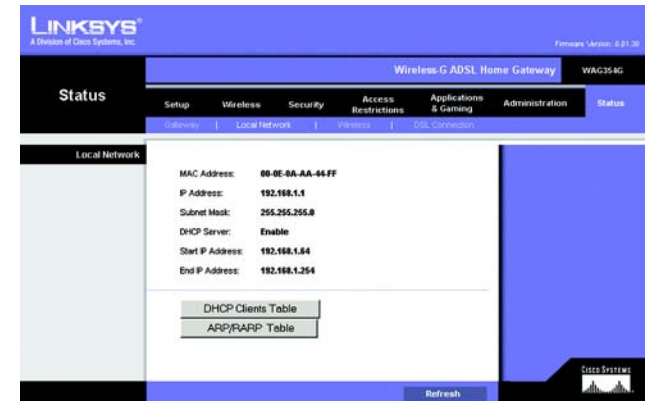 LINKSYS®
A Division of Cisco Systems, Inc.
Firmware Version: 0.01.30
Wireless-G ADSL Home Gateway WAG354G
Status
Setup Wireless Security Access Restrictions Applications & Gaming Administration Status
Gateway | Local Network | Wireless | DSL Connection
Local Network
MAC Address: 00-0E-0A-AA-44-FF
IP Address: 192.168.1.1
Subnet Mask: 255.255.255.0
DHCP Server: Enable
Start IP Address: 192.168.1.64
End IP Address: 192.168.1.254
DHCP Clients Table
ARP/RARP Table
CISCO SYSTEMS
Refresh